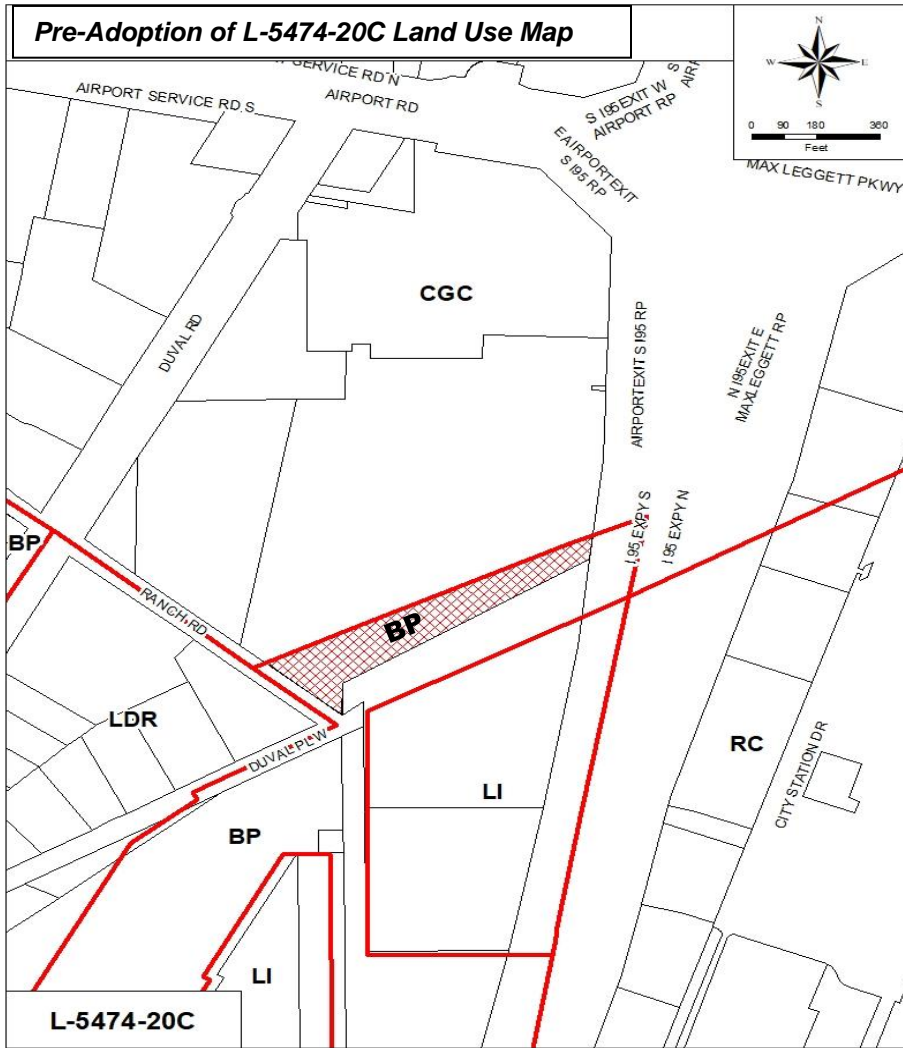 Pre-Adoption of L-5474-20C Land Use Map
N
W
E
S
0 90 180 360
Feet
SERVICE RD N
AIRPORT SERVICE RD S
AIRPORT RD
S I95 EXIT W
AIRPORT RP
S
E AIRPORT EXIT
S I95 RP
MAX LEGGETT PKWY
CGC
DUVAL RD
AIRPORT EXIT S I95 RP
N I95 EXIT E
MAX LEGGETT RP
I95 EXPY S
I95 EXPY N
BP
RANCH RD
BP
LDR
DUVAL PL W
RC
CITY STATION DR
LI
BP
LI
L-5474-20C